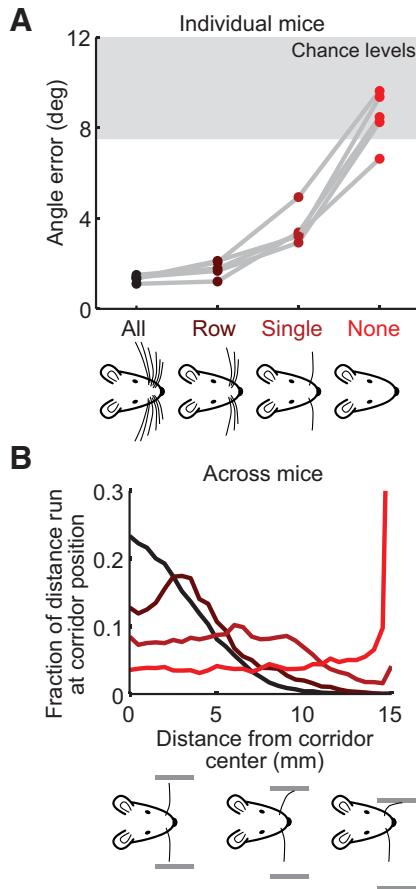 A
Individual mice
12
Chance levels
8
4
0
Angle error (deg)
All Row Single None
B
Across mice
0.3
0.2
0.1
0
Fraction of distance run
at corridor position
0 5 10 15
Distance from corridor
center (mm)